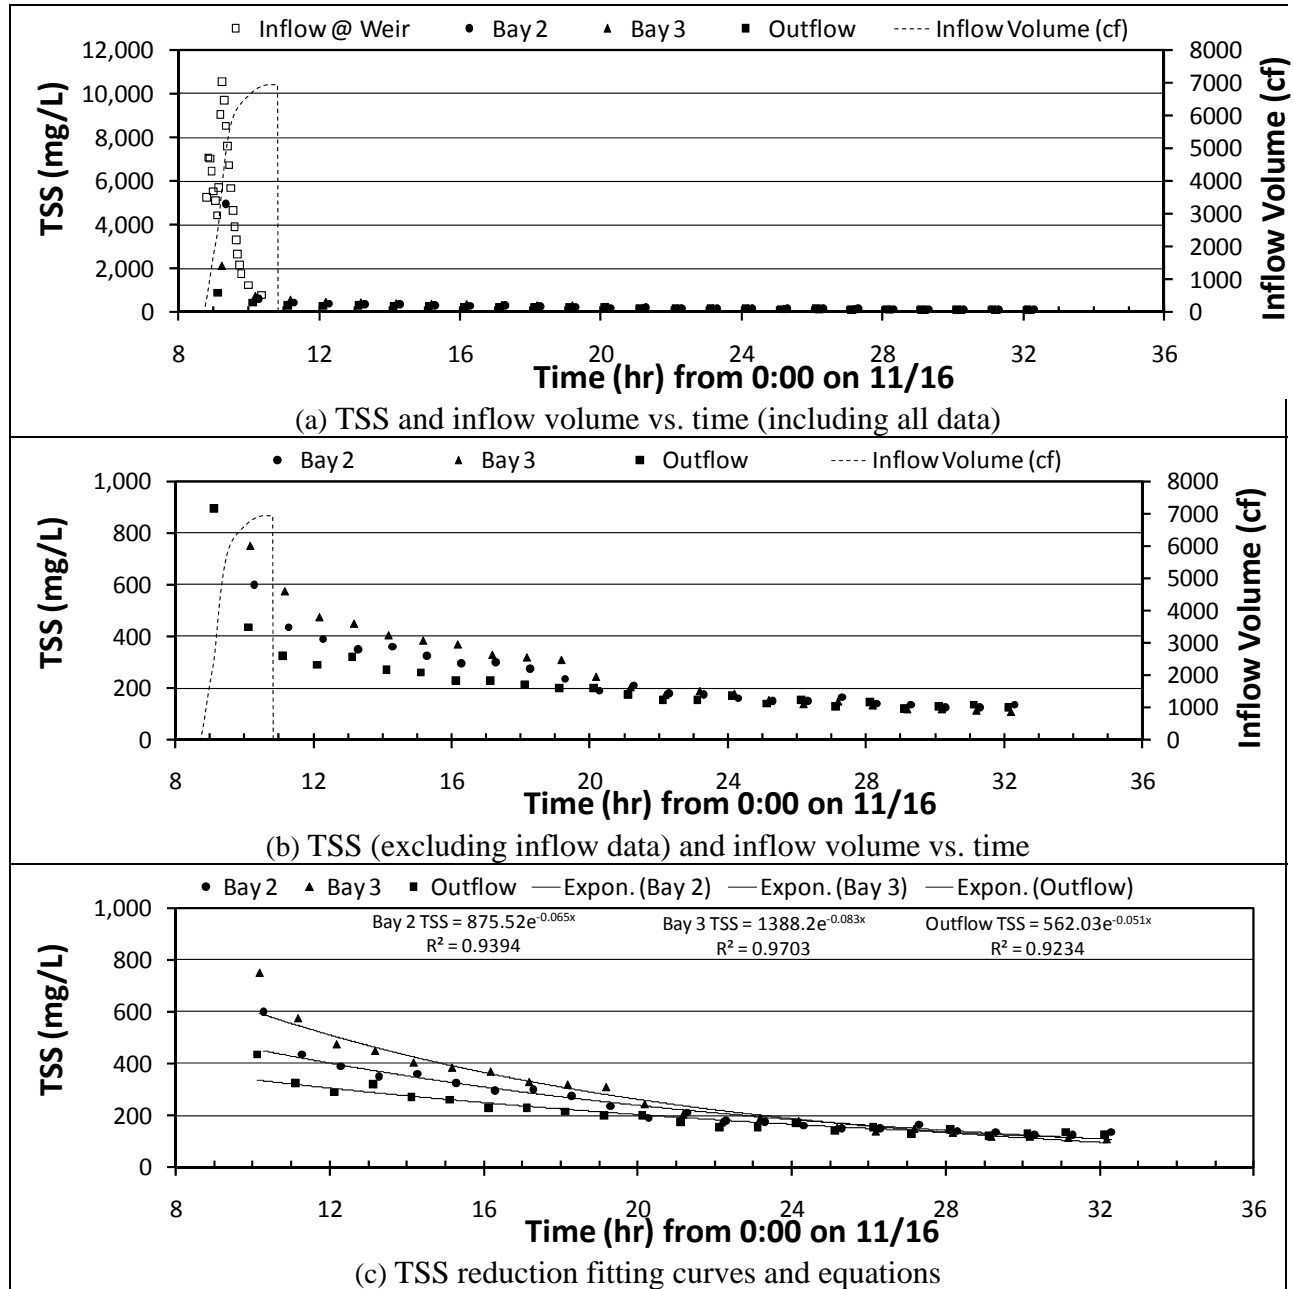 Inflow @ Weir Bay 2 Bay 3 Outflow Inflow Volume (cf)
12,000
10,000
8,000
6,000
4,000
2,000
0
TSS (mg/L)
8000
7000
6000
5000
4000
3000
2000
1000
0
Inflow Volume (cf)
8 12 16 20 24 28 32 36
Time (hr) from 0:00 on 11/16
(a) TSS and inflow volume vs. time (including all data)
Bay 2 Bay 3 Outflow Inflow Volume (cf)
1,000
800
600
400
200
0
TSS (mg/L)
8000
7000
6000
5000
4000
3000
2000
1000
0
Inflow Volume (cf)
8 12 16 20 24 28 32 36
Time (hr) from 0:00 on 11/16
(b) TSS (excluding inflow data) and inflow volume vs. time
Bay 2 Bay 3 Outflow Expon. (Bay 2) Expon. (Bay 3) Expon. (Outflow)
Bay 2 TSS = 875.52e^-0.065x Bay 3 TSS = 1388.2e^-0.083x Outflow TSS = 562.03e^-0.051x
R² = 0.9394 R² = 0.9703 R² = 0.9234
1,000
800
600
400
200
0
TSS (mg/L)
8 12 16 20 24 28 32 36
Time (hr) from 0:00 on 11/16
(c) TSS reduction fitting curves and equations